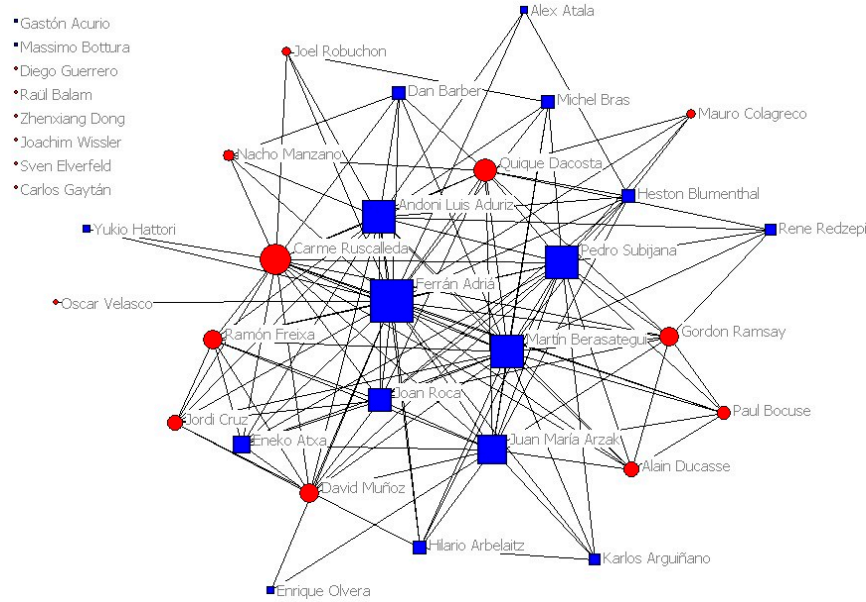 Gastón Acurio
Massimo Bottura
Diego Guerrero
Raül Balam
Zhenxiang Dong
Joachim Wissler
Sven Elverfeld
Carlos Gaytán
Alex Atala
Joel Robuchon
Dan Barber
Michel Bras
Mauro Colagreco
Nacho Manzano
Quique Dacosta
Heston Blumenthal
Andoni Luis Aduriz
Yukio Hattori
Rene Redzepi
Carme Ruscalleda
Pedro Subijana
Ferrán Adriá
Oscar Velasco
Ramón Freixa
Martín Berasategui
Gordon Ramsay
Joan Roca
Paul Bocuse
Jordi Cruz
Eneko Atxa
Juan María Arzak
Alain Ducasse
David Muñoz
Hilario Arbelaitz
Karlos Arguiñano
Enrique Olvera